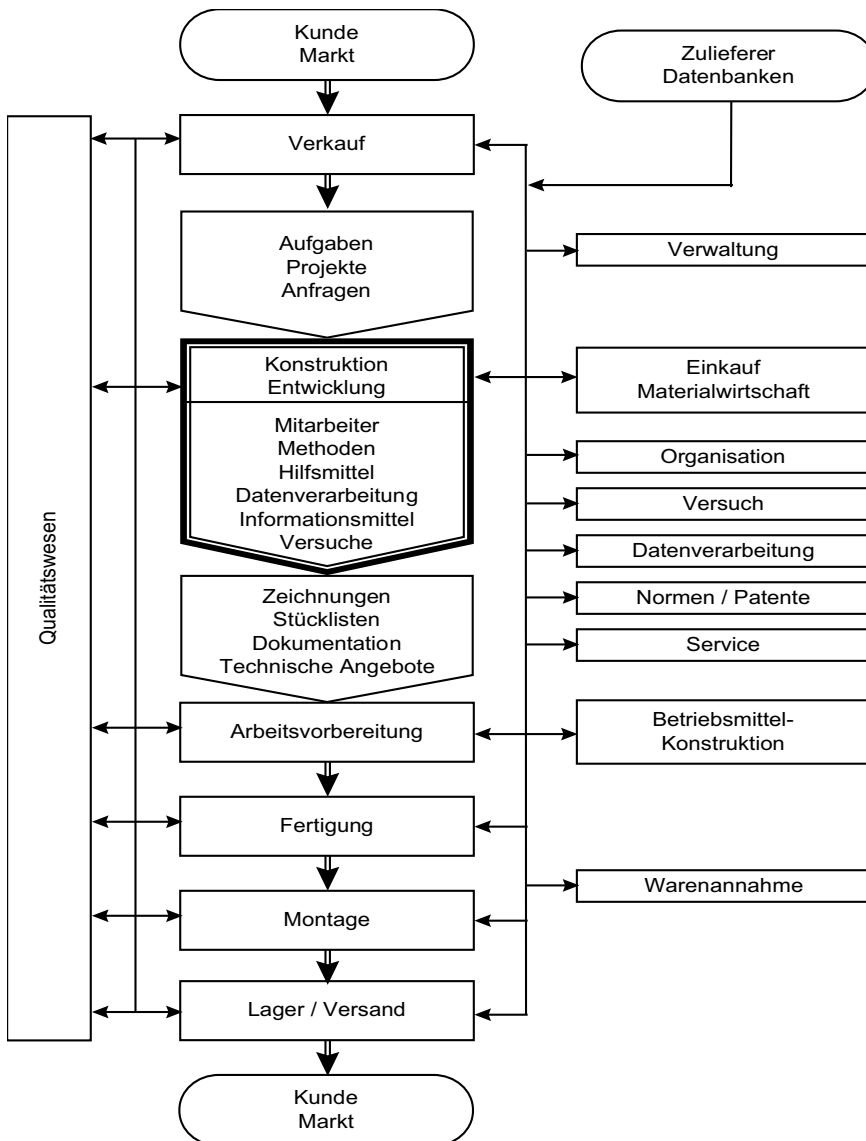 Kunde
Markt
Zulieferer
Datenbanken
Qualitätswesen
Verkauf
Aufgaben
Projekte
Anfragen
Verwaltung
Konstruktion
Entwicklung
Einkauf
Materialwirtschaft
Mitarbeiter
Methoden
Hilfsmittel
Datenverarbeitung
Informationsmittel
Versuche
Organisation
Versuch
Datenverarbeitung
Normen / Patente
Service
Zeichnungen
Stücklisten
Dokumentation
Technische Angebote
Arbeitsvorbereitung
Betriebsmittel-
Konstruktion
Fertigung
Warenannahme
Montage
Lager / Versand
Kunde
Markt